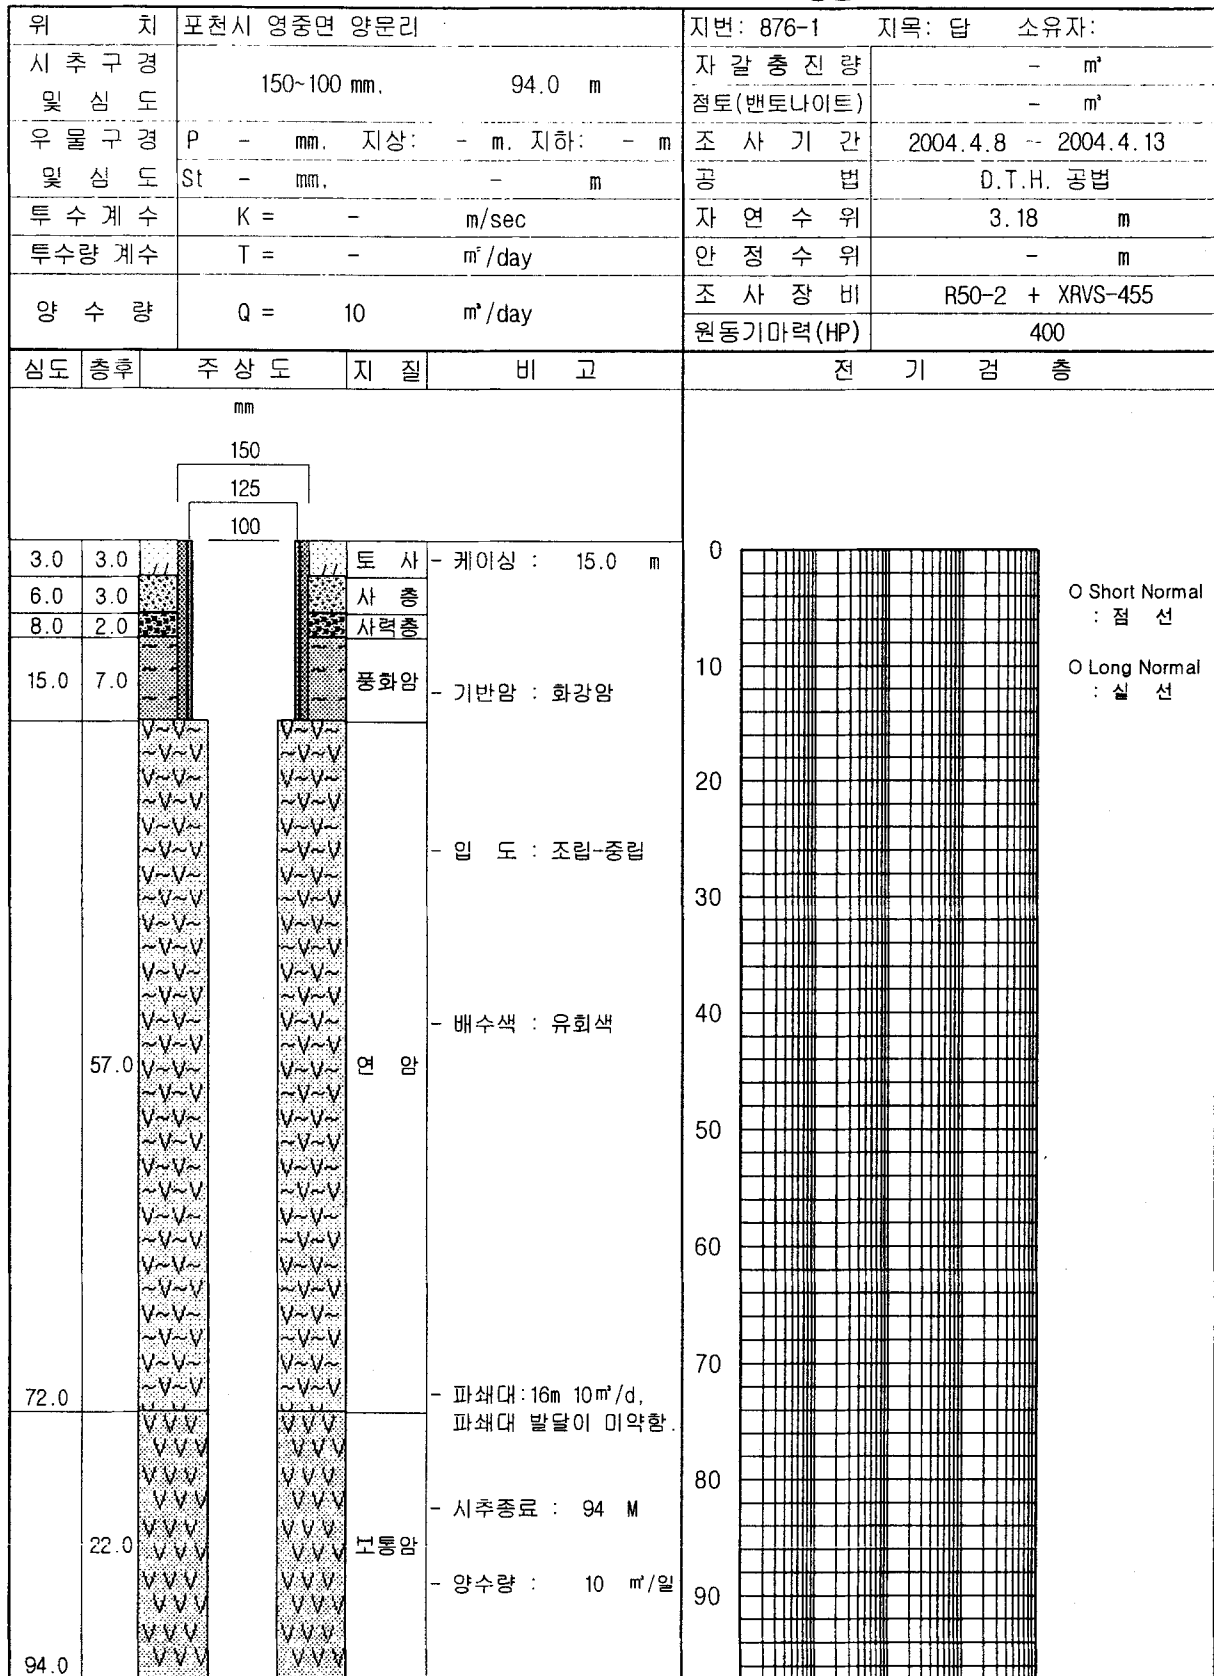 위 치 포천시 영중면 양문리 지번: 876-1 지목: 답 소유자:
시 추 구 경 및 심 도 150~100 mm, 94.0 m 자 갈 충 진 량 - m³
점토(밴토나이트) - m³
우 물 구 경 및 심 도 P - mm, 지상: - m, 지하: - m 조 사 기 간 2004.4.8 -- 2004.4.13
St - mm, - m 공 법 D.T.H. 공법
투 수 계 수 K = - m/sec 자 연 수 위 3.18 m
투수량 계수 T = - m²/day 안 정 수 위 - m
양 수 량 Q = 10 m³/day 조 사 장 비 R50-2 + XRVS-455
원동기마력(HP) 400
심도 층후 주 상 도 지 질 비 고 전 기 검 층
mm
150
125
100
3.0 3.0 토 사 - 케이싱 : 15.0 m 0
6.0 3.0 사 층 O Short Normal
: 점 선
8.0 2.0 사력층
15.0 7.0 풍화암 - 기반암 : 화강암 10 O Long Normal
: 실 선
20
- 입 도 : 조립-중립
30
- 배수색 : 유회색 40
57.0 연 암
50
60
70
72.0 - 파쇄대:16m 10m³/d,
파쇄대 발달이 미약함.
80
- 시추종료 : 94 M
22.0 보통암
- 양수량 : 10 m³/일 90
94.0